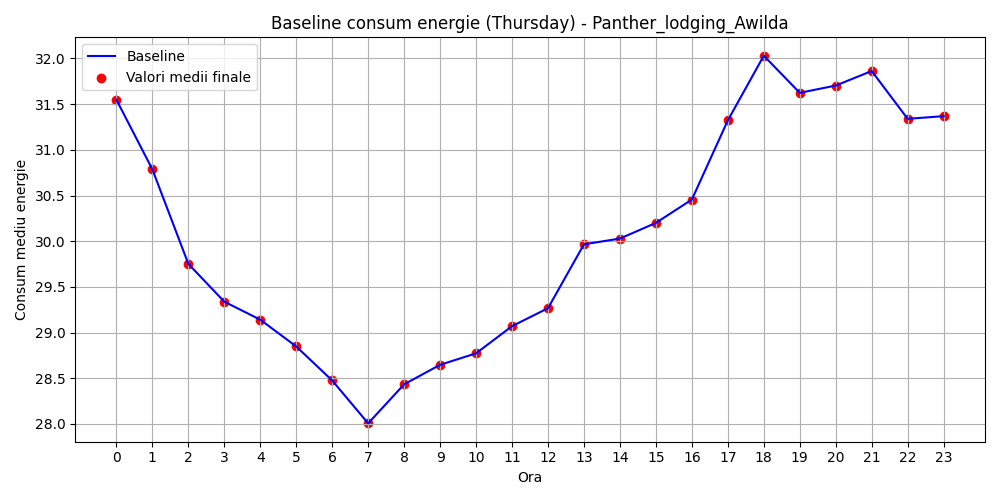 Baseline consum energie (Thursday) - Panther_lodging_Awilda
Baseline
Valori medii finale
Consum mediu energie
32.0
31.5
31.0
30.5
30.0
29.5
29.0
28.5
28.0
0 1 2 3 4 5 6 7 8 9 10 11 12 13 14 15 16 17 18 19 20 21 22 23
Ora